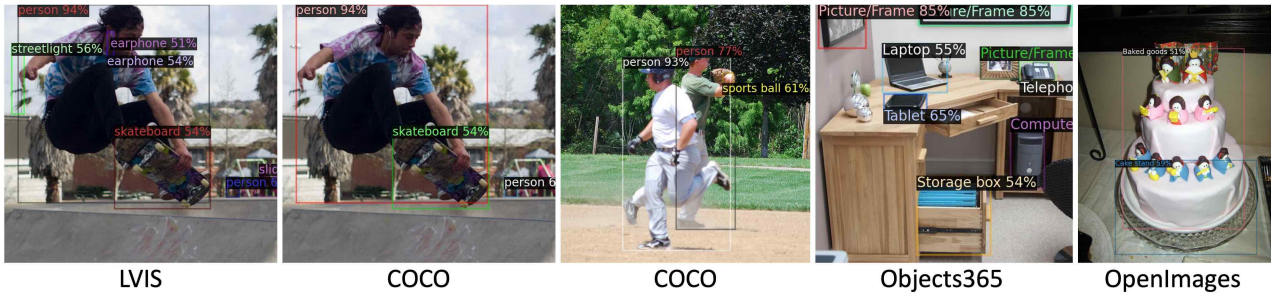 person 94%
streetlight 56%
earphone 51%
earphone 54%
skateboard 54%
slid
person 6
LVIS
person 94%
skateboard 54%
person 6
COCO
person 77%
person 93%
sports ball 61%
COCO
Picture/Frame 85%
re/Frame 85%
Laptop 55%
Picture/Frame
Telepho
Tablet 65%
Compute
Storage box 54%
Objects365
Baked goods 51%
Cake stand 59%
OpenImages